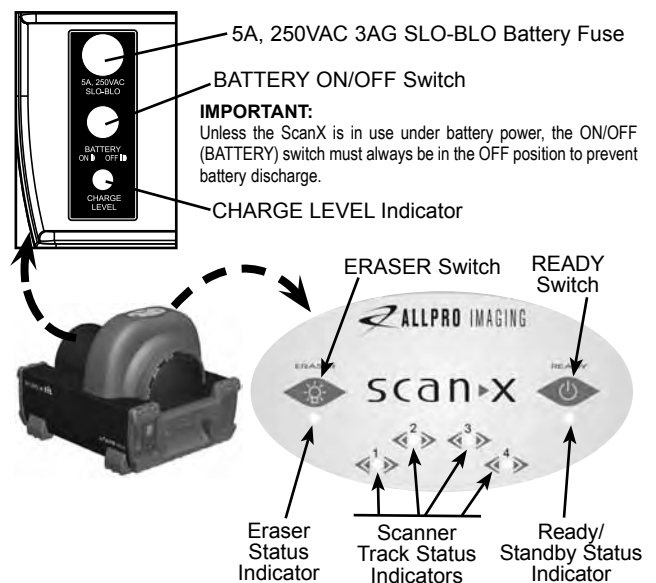 5A, 250VAC 3AG SLO-BLO Battery Fuse
5A, 250VAC
SLO-BLO
BATTERY ON/OFF Switch
IMPORTANT:
Unless the ScanX is in use under battery power, the ON/OFF
(BATTERY) switch must always be in the OFF position to prevent
battery discharge.
BATTERY
ON OFF
CHARGE
LEVEL
CHARGE LEVEL Indicator
ERASER Switch
READY
Switch
ALLPRO IMAGING
ERASER
READY
scan x
1
2
3
4
Eraser
Status
Indicator
Scanner
Track Status
Indicators
Ready/
Standby Status
Indicator